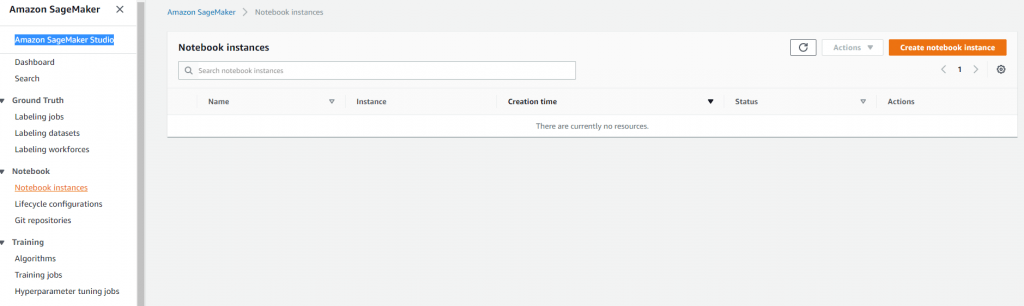 Amazon SageMaker
Amazon SageMaker Studio
Dashboard
Search
Ground Truth
Labeling jobs
Labeling datasets
Labeling workforces
Notebook
Notebook instances
Lifecycle configurations
Git repositories
Training
Algorithms
Training jobs
Hyperparameter tuning jobs
Amazon SageMaker > Notebook instances
Notebook instances
Actions
Create notebook instance
Search notebook instances
1
Name Instance Creation time Status Actions
There are currently no resources.